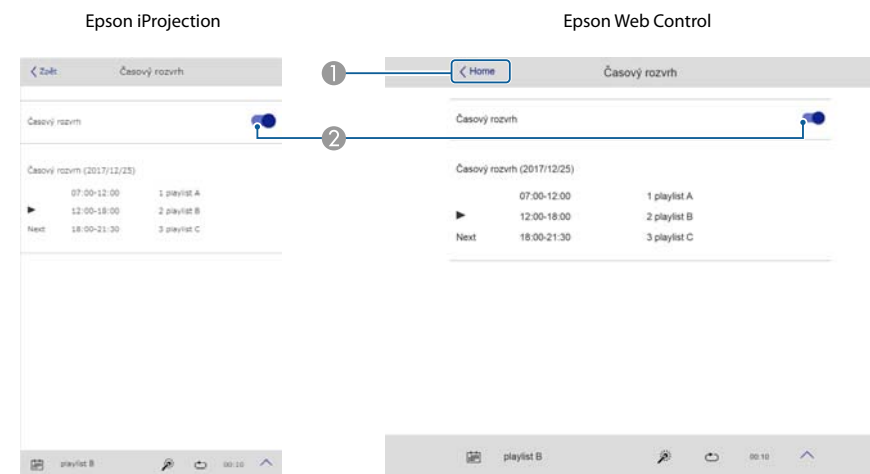 Epson iProjection
Epson Web Control
Zpět
Časový rozvrh
Časový rozvrh
Časový rozvrh (2017/12/25)
07:00-12:00 1 playlist A
12:00-18:00 2 playlist B
Next 18:00-21:30 3 playlist C
playlist B 00:10
1
2
Home
Časový rozvrh
Časový rozvrh
Časový rozvrh (2017/12/25)
07:00-12:00 1 playlist A
12:00-18:00 2 playlist B
Next 18:00-21:30 3 playlist C
playlist B 00:10